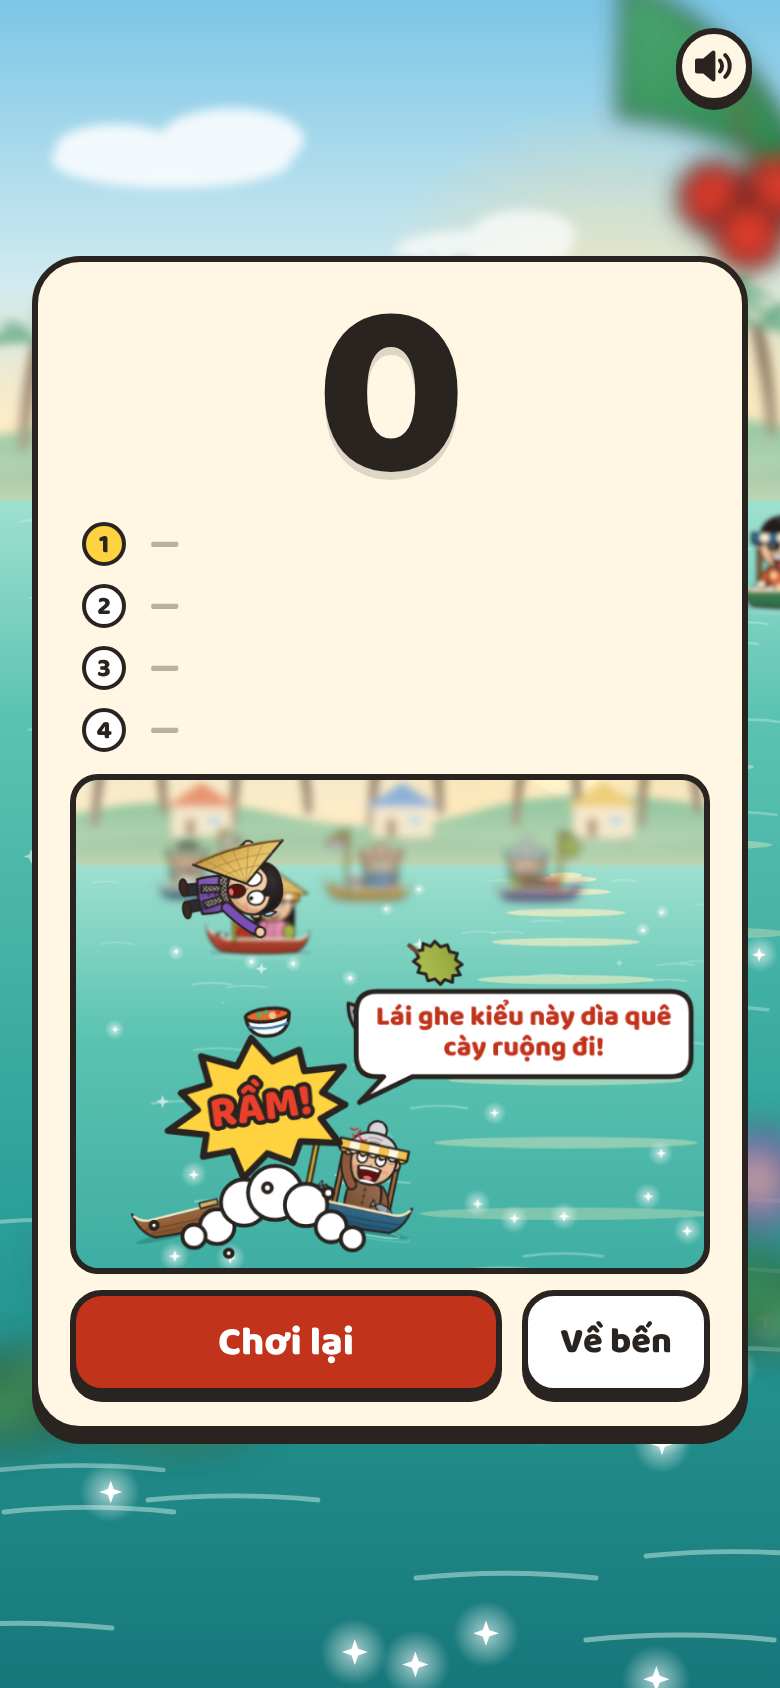 0
1 —
2 —
3 —
4 —
Lái ghe kiểu này dìa quê
cày ruộng đi!
RẦM!
Chơi lại
Về bến